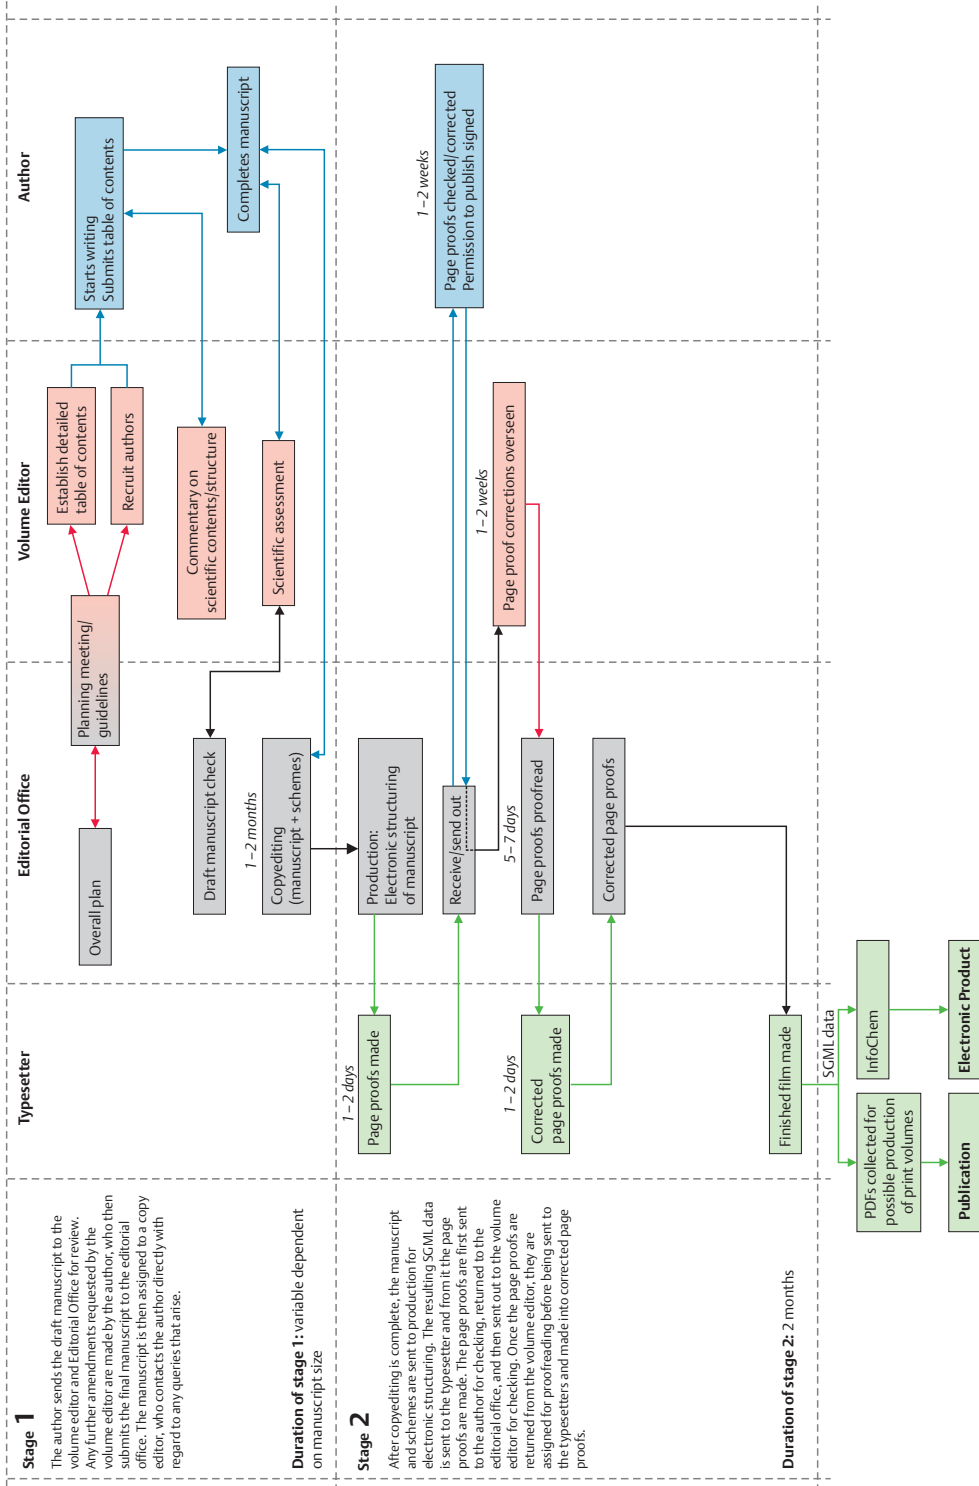 Typesetter
Editorial Office
Volume Editor
Author
Stage 1
The author sends the draft manuscript to the
volume editor and Editorial Office for review.
Any further amendments requested by the
volume editor are made by the author, who then
submits the final manuscript to the editorial
office. The manuscript is then assigned to a copy
editor, who contacts the author directly with
regard to any queries that arise.
Duration of stage 1: variable dependent
on manuscript size
Overall plan
Planning meeting/
guidelines
Establish detailed
table of contents
Recruit authors
Starts writing
Submits table of contents
Commentary on
scientific contents/structure
Completes manuscript
Draft manuscript check
Scientific assessment
1–2 months
Copyediting
(manuscript + schemes)
Stage 2
After copyediting is complete, the manuscript
and schemes are sent to production for
electronic structuring. The resulting SGML data
is sent to the typesetter and from it the page
proofs are made. The page proofs are first sent
to the author for checking, returned to the
editorial office, and then sent out to the volume
editor for checking. Once the page proofs are
returned from the volume editor, they are
assigned for proofreading before being sent to
the typesetters and made into corrected page
proofs.
Duration of stage 2: 2 months
Production:
Electronic structuring
of manuscript
1–2 days
Page proofs made
Receive/send out
1–2 weeks
Page proofs checked/corrected
Permission to publish signed
1–2 weeks
Page proof corrections overseen
5–7 days
Page proofs proofread
1–2 days
Corrected
page proofs made
Corrected page proofs
Finished film made
SGML data
PDFs collected for
possible production
of print volumes
InfoChem
Publication
Electronic Product